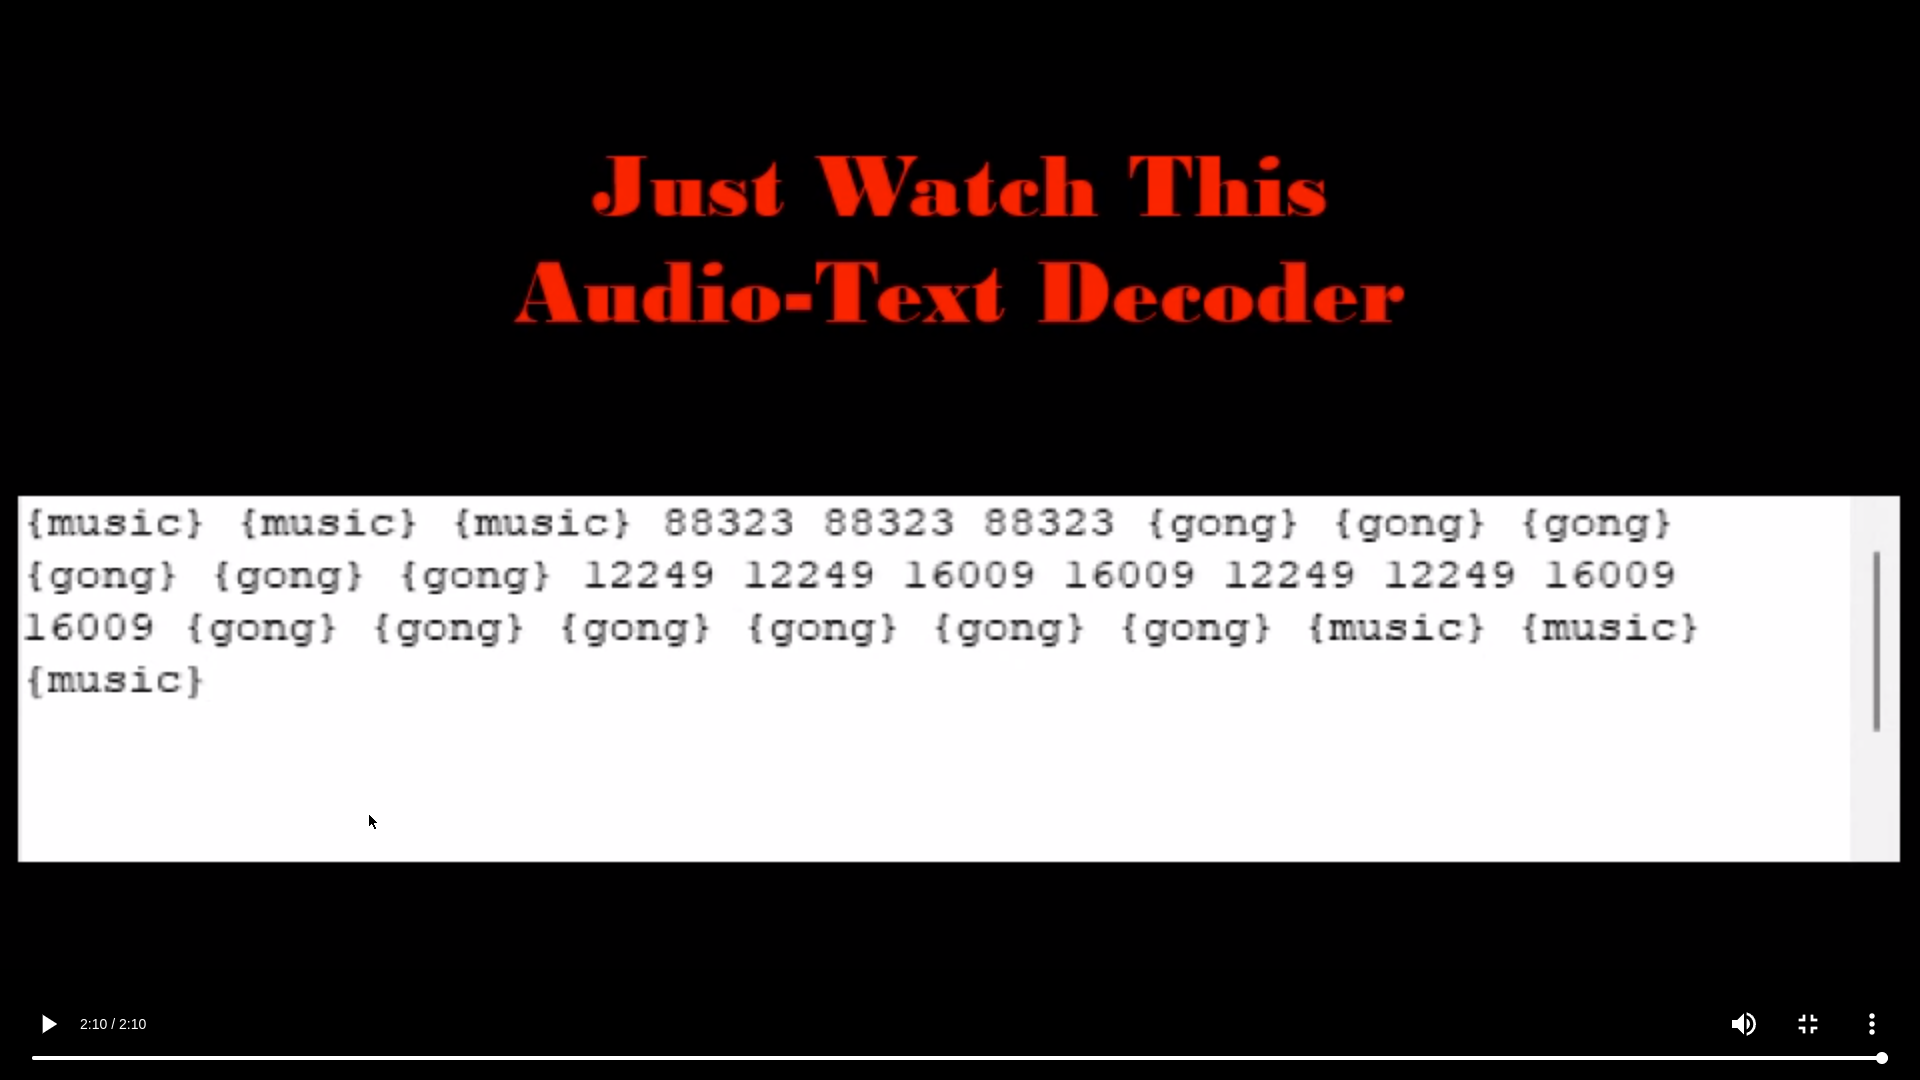 Just Watch This
Audio-Text Decoder
{music} {music} {music} 88323 88323 88323 {gong} {gong} {gong}
{gong} {gong} {gong} 12249 12249 16009 16009 12249 12249 16009
16009 {gong} {gong} {gong} {gong} {gong} {gong} {music} {music}
{music}
2:10 / 2:10